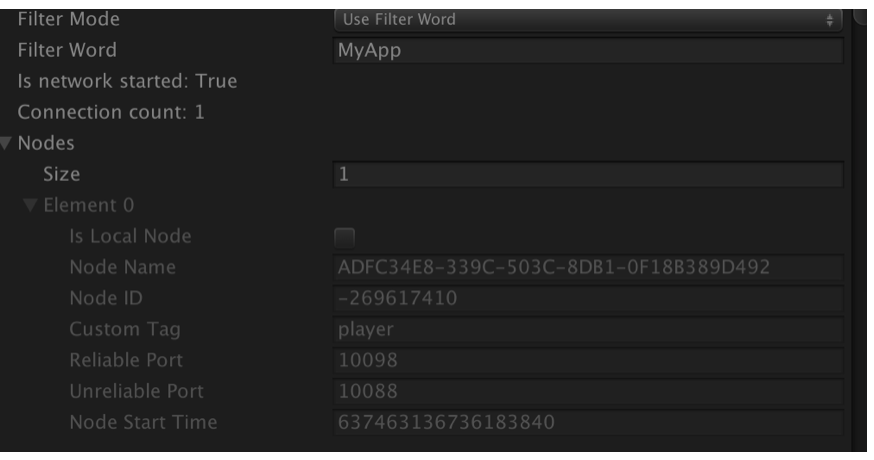 Filter Mode Use Filter Word
Filter Word MyApp
Is network started: True
Connection count: 1
Nodes
Size 1
Element 0
Is Local Node
Node Name ADFC34E8-339C-503C-8DB1-0F18B389D492
Node ID -269617410
Custom Tag player
Reliable Port 10098
Unreliable Port 10088
Node Start Time 637463136736183840